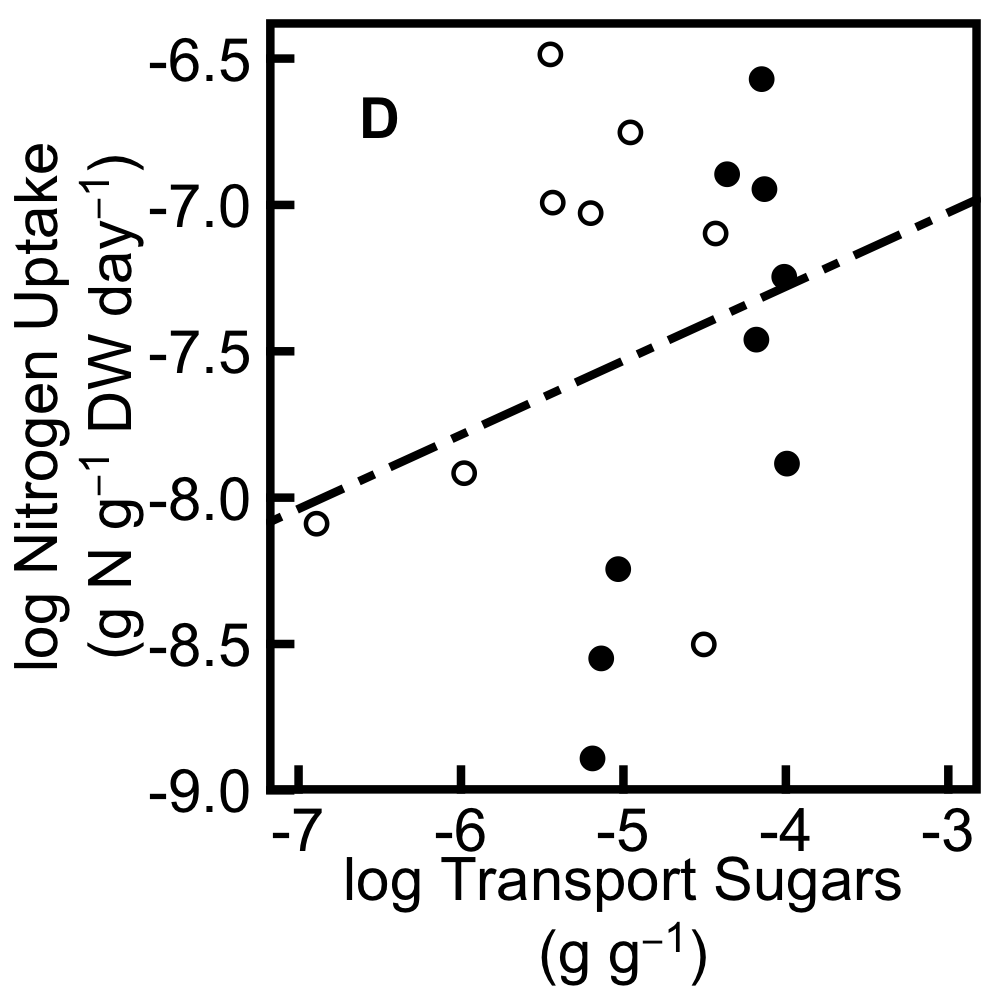 log Nitrogen Uptake
(g N g⁻¹ DW day⁻¹)
-6.5
-7.0
-7.5
-8.0
-8.5
-9.0
D
-7 -6 -5 -4 -3
log Transport Sugars
(g g⁻¹)